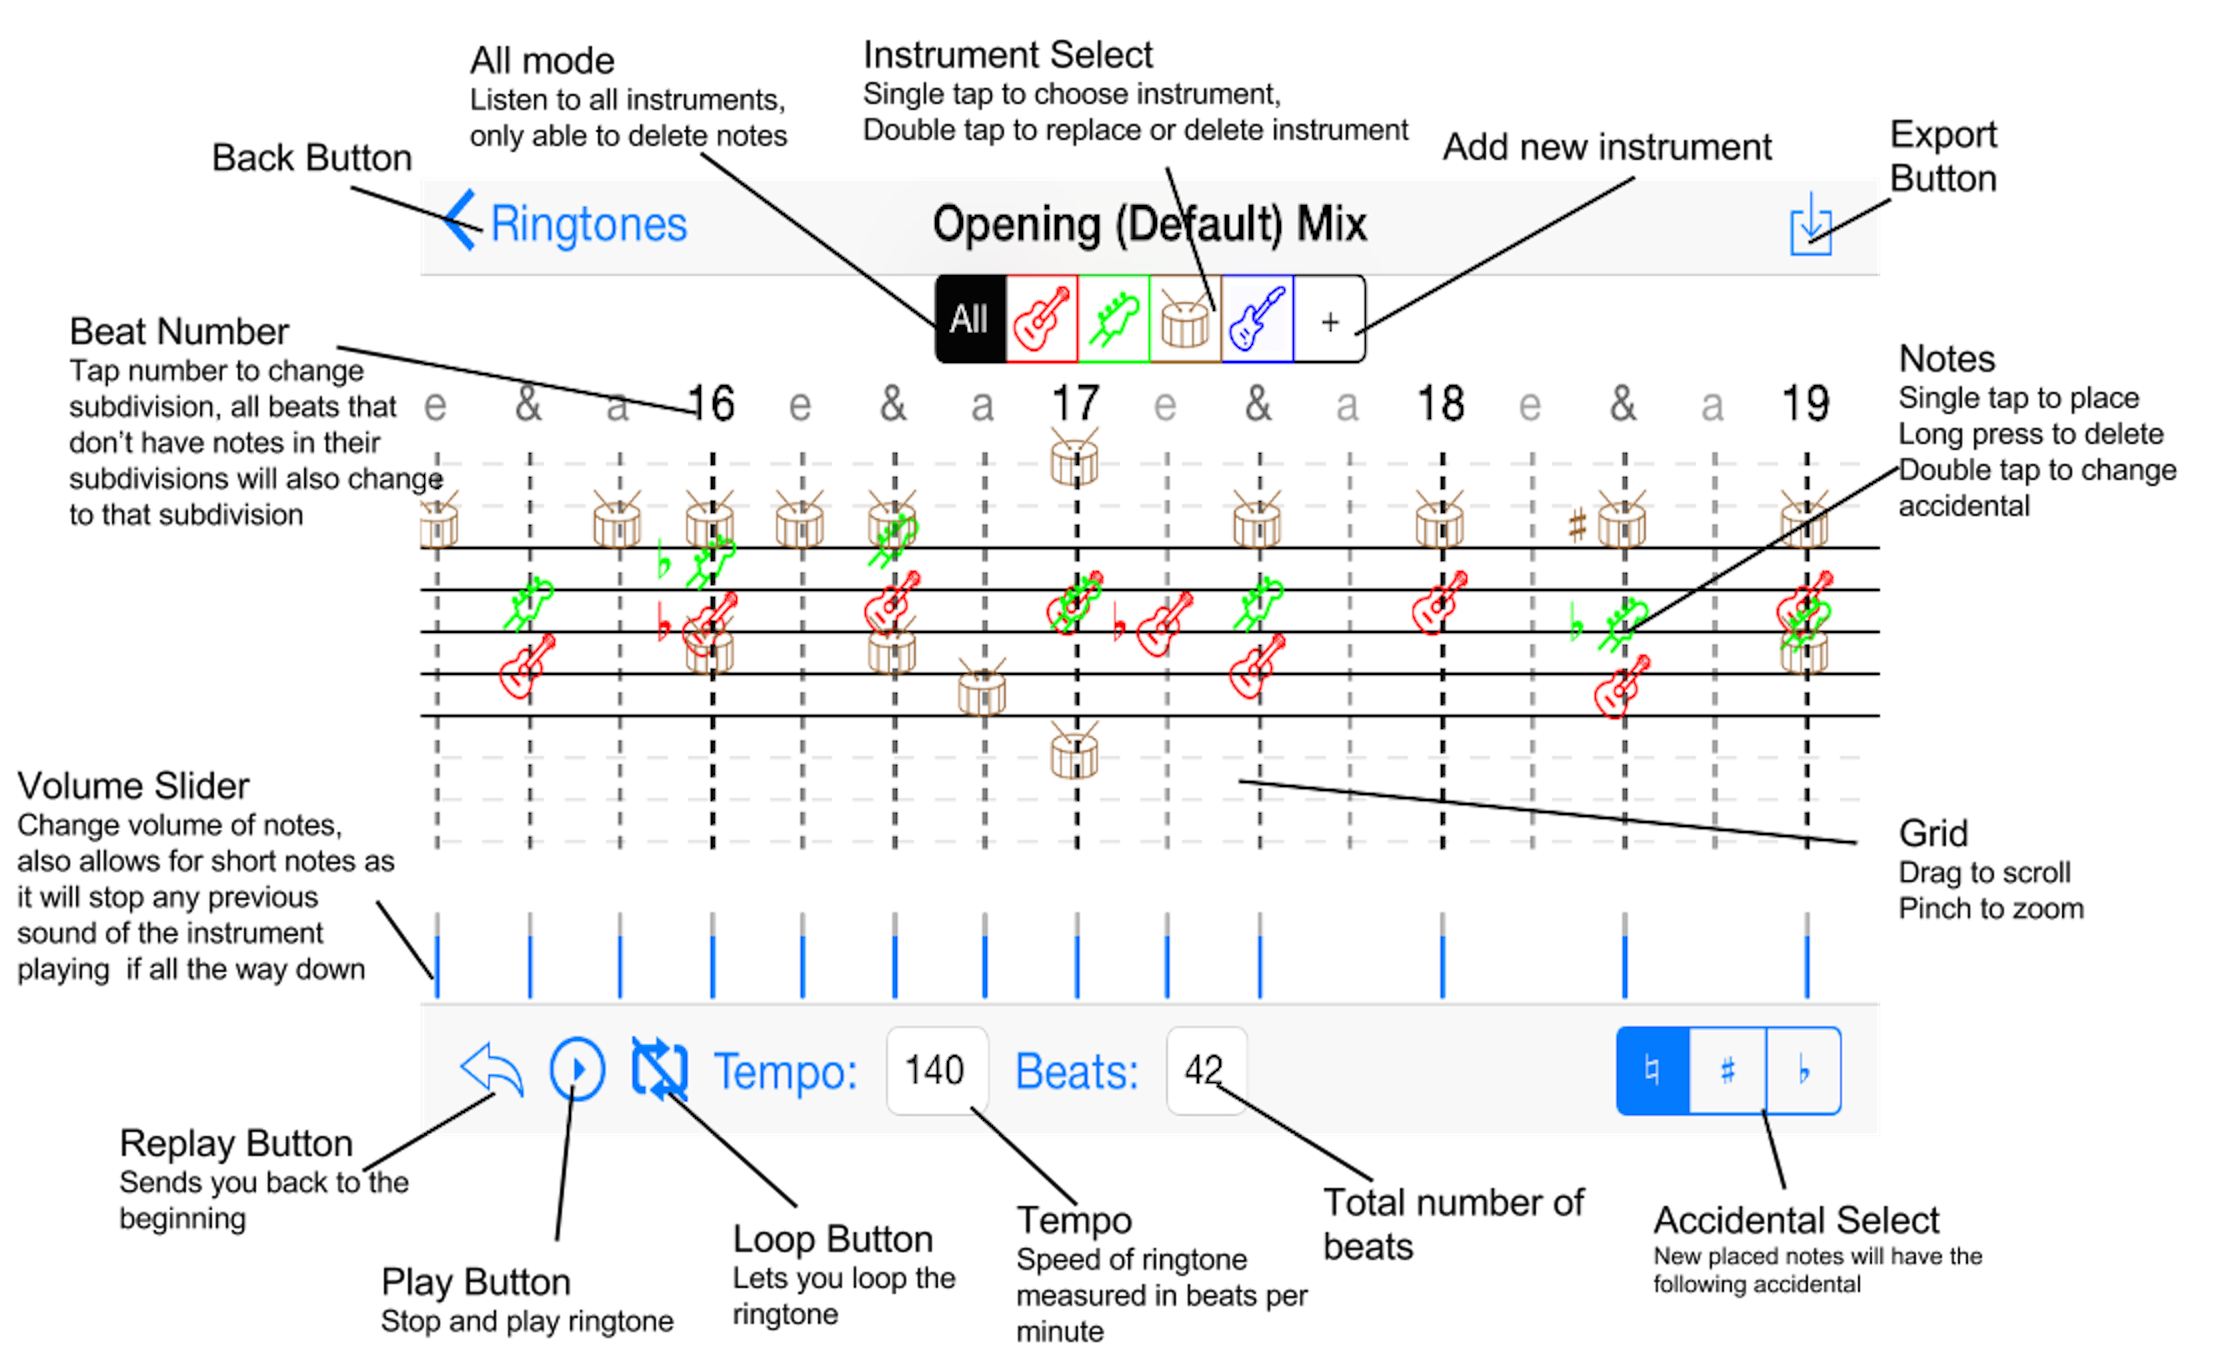 All mode
Listen to all instruments,
only able to delete notes
Instrument Select
Single tap to choose instrument,
Double tap to replace or delete instrument
Back Button
Add new instrument
Export
Button
Ringtones
Opening (Default) Mix
All
+
Beat Number
Tap number to change
subdivision, all beats that
don't have notes in their
subdivisions will also change
to that subdivision
e & a 16 e & a 17 e & a 18 e & a 19
Notes
Single tap to place
Long press to delete
Double tap to change
accidental
♭ ♯
♭ ♭ ♭
Volume Slider
Change volume of notes,
also allows for short notes as
it will stop any previous
sound of the instrument
playing if all the way down
Grid
Drag to scroll
Pinch to zoom
Tempo: 140 Beats: 42 ♮ ♯ ♭
Replay Button
Sends you back to the
beginning
Play Button
Stop and play ringtone
Loop Button
Lets you loop the
ringtone
Tempo
Speed of ringtone
measured in beats per
minute
Total number of
beats
Accidental Select
New placed notes will have the
following accidental